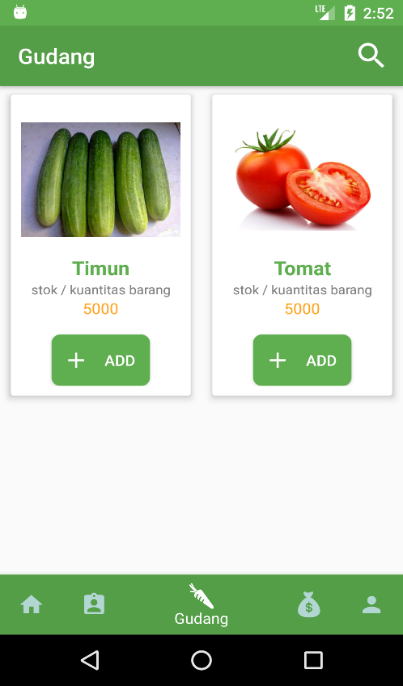 LTE 2:52
Gudang
Timun
stok / kuantitas barang
5000
ADD
Tomat
stok / kuantitas barang
5000
ADD
$
Gudang